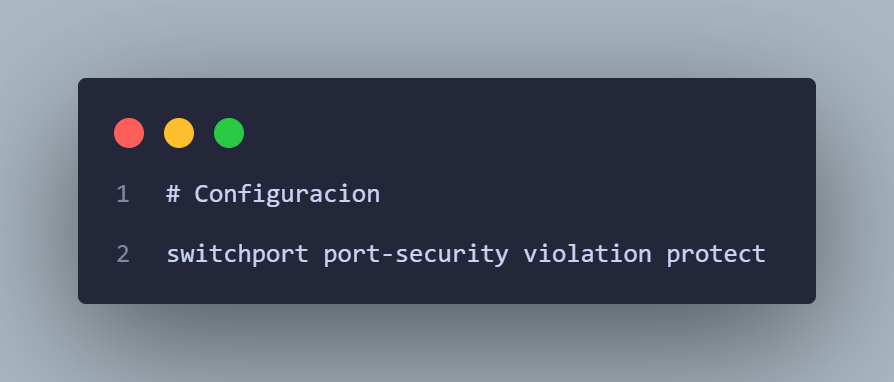 1 # Configuracion
2 switchport port-security violation protect